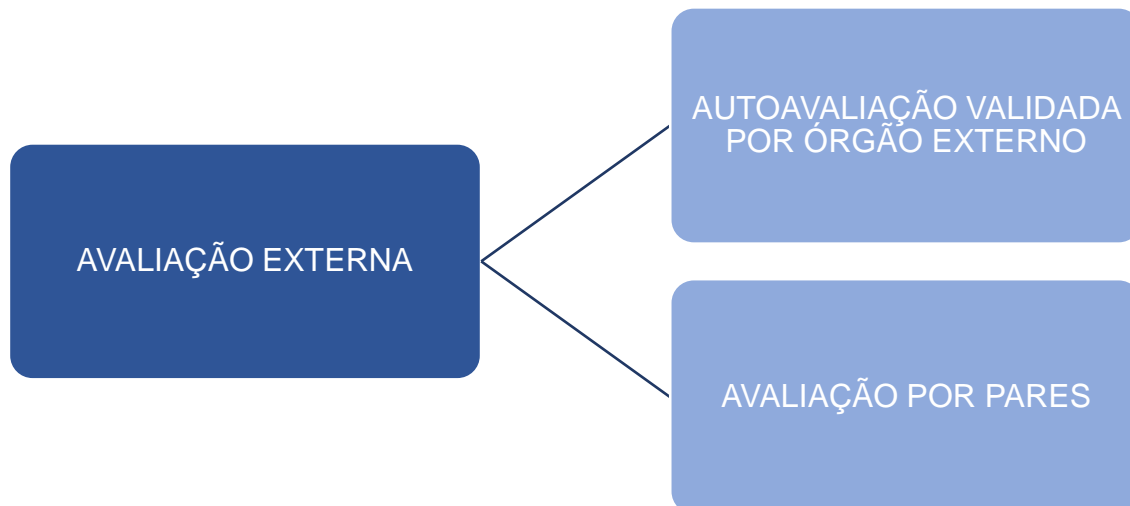 AVALIAÇÃO EXTERNA
AUTOAVALIAÇÃO VALIDADA
POR ÓRGÃO EXTERNO
AVALIAÇÃO POR PARES